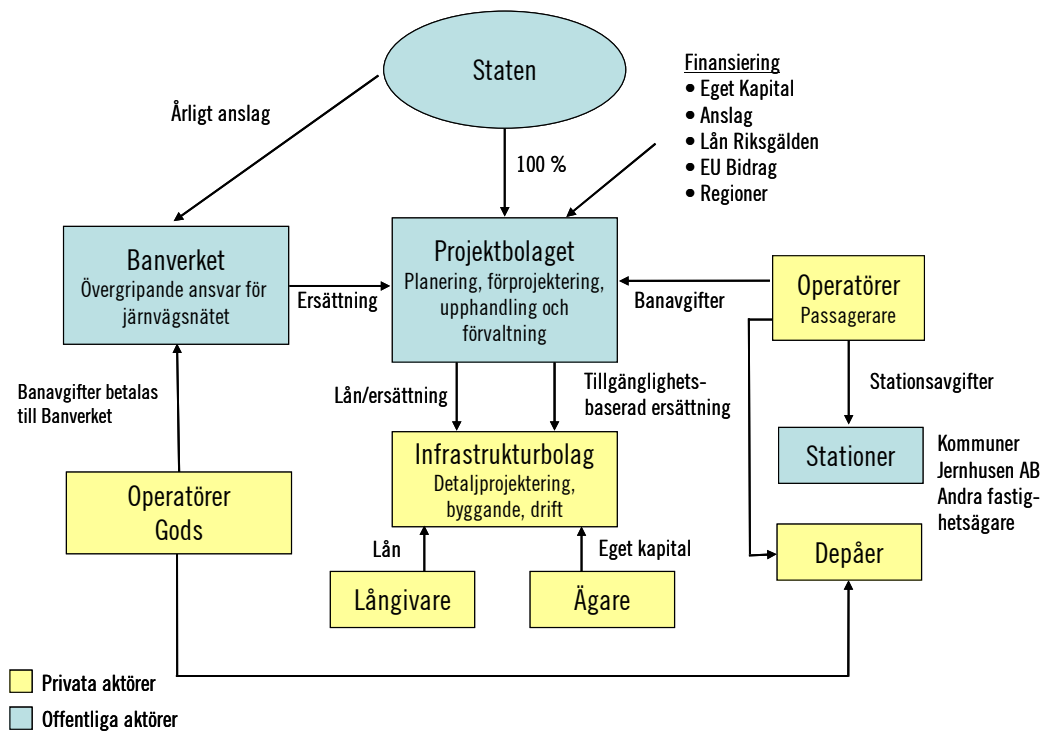 Staten
Finansiering
• Eget Kapital
• Anslag
• Lån Riksgälden
• EU Bidrag
• Regioner
Årligt anslag
100 %
Banverket
Övergripande ansvar för
järnvägsnätet
Ersättning
Projektbolaget
Planering, förprojektering,
upphandling och
förvaltning
Banavgifter
Operatörer
Passagerare
Banavgifter betalas
till Banverket
Lån/ersättning
Tillgänglighets-
baserad ersättning
Stationsavgifter
Infrastrukturbolag
Detaljprojektering,
byggande, drift
Stationer
Kommuner
Jernhusen AB
Andra fastig-
hetsägare
Operatörer
Gods
Lån
Eget kapital
Depåer
Långivare
Ägare
Privata aktörer
Offentliga aktörer